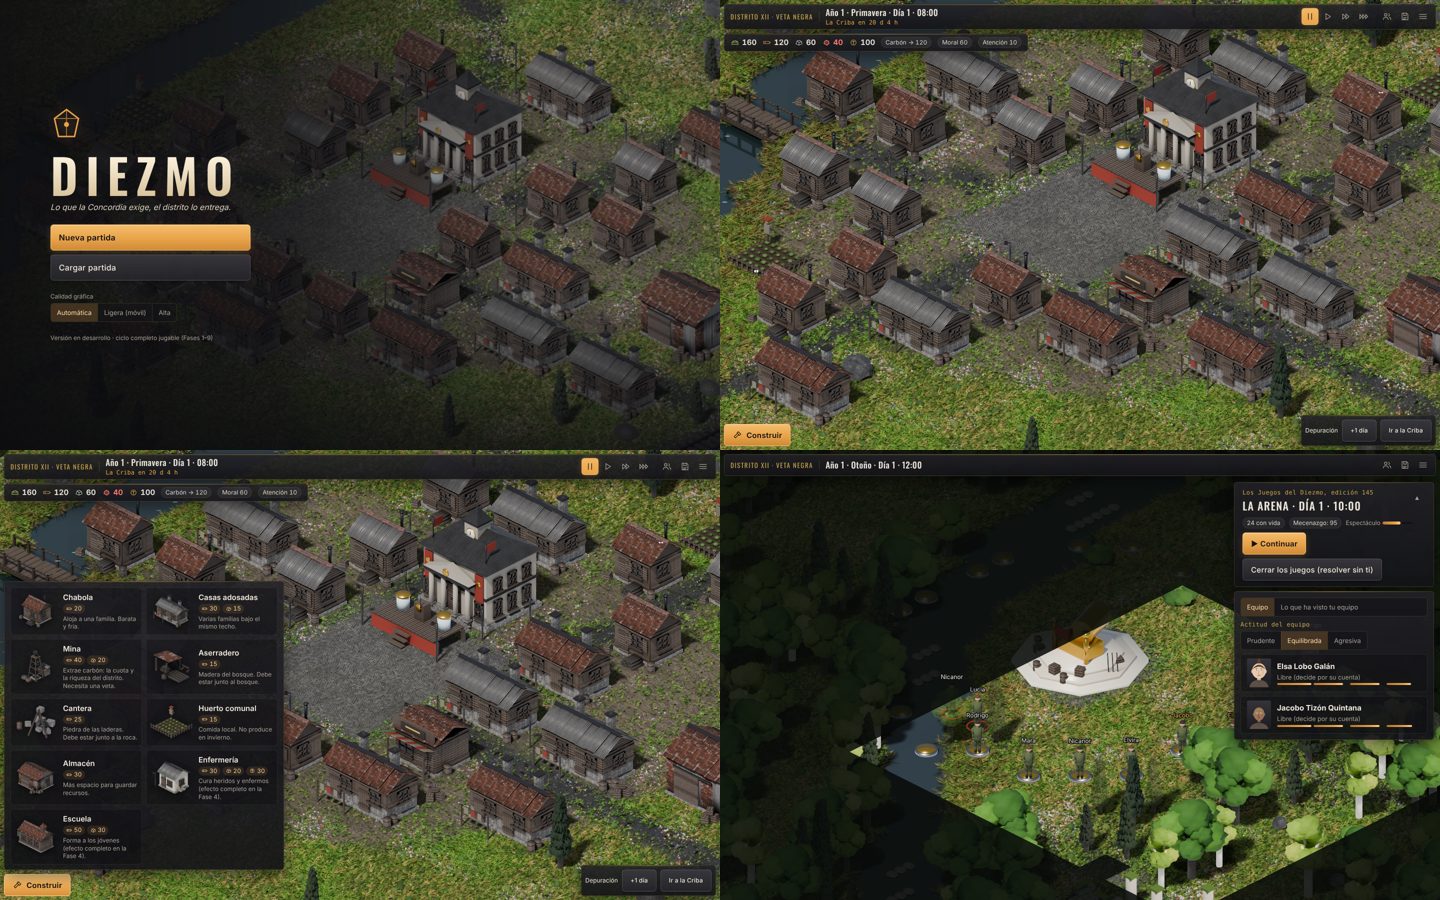 DIEZMO
Lo que la Concordia exige, el distrito lo entrega.
Nueva partida
Cargar partida
Calidad gráfica
Automática Ligera (móvil) Alta
Versión en desarrollo · ciclo completo jugable (Fases 1-9)
DISTRITO XII · VETA NEGRA
Año 1 · Primavera · Día 1 · 08:00
La Criba en 20 d 4 h
160 120 60 40 100 Carbón → 120 Moral 60 Atención 10
Construir
Depuración +1 día Ir a la Criba
DISTRITO XII · VETA NEGRA
Año 1 · Primavera · Día 1 · 08:00
La Criba en 20 d 4 h
160 120 60 40 100 Carbón → 120 Moral 60 Atención 10
Chabola
20
Aloja a una familia. Barata
y fría.
Casas adosadas
30 15
Varias familias bajo el
mismo techo.
Mina
40 20
Extrae carbón: la cuota y
la riqueza del distrito.
Necesita una veta.
Aserradero
15
Madera del bosque. Debe
estar junto al bosque.
Cantera
25
Piedra de las laderas.
Debe estar junto a la roca.
Huerto comunal
15
Comida local. No produce
en invierno.
Almacén
30
Más espacio para guardar
recursos.
Enfermería
30 20 30
Cura heridos y enfermos
(efecto completo en la
Fase 4).
Escuela
50 30
Forma a los jóvenes
(efecto completo en la
Fase 4).
Construir
Depuración +1 día Ir a la Criba
DISTRITO XII · VETA NEGRA
Año 1 · Otoño · Día 1 · 12:00
Los Juegos del Diezmo, edición 145
LA ARENA · DÍA 1 · 10:00
24 con vida Mecenazgo: 95 Espectáculo
Continuar
Cerrar los juegos (resolver sin ti)
Equipo Lo que ha visto tu equipo
Actitud del equipo
Prudente Equilibrada Agresiva
Elsa Lobo Galán
Libre (decide por su cuenta)
Jacobo Tizón Quintana
Libre (decide por su cuenta)
Nicanor
Lucía
Rodrigo
Nicanor
Elvira